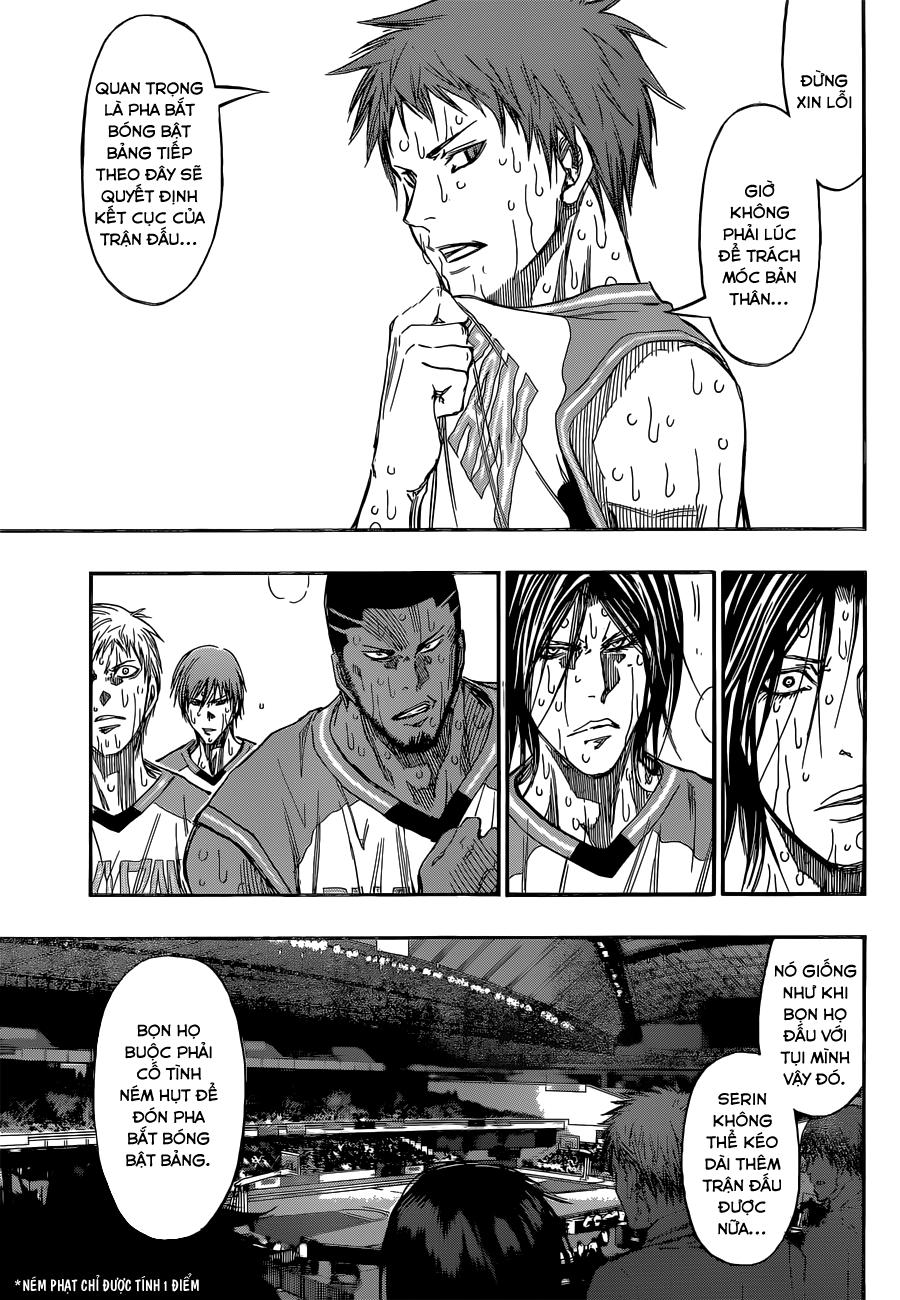 ĐỪNG
XIN LỖI
GIỜ
KHÔNG
PHẢI LÚC
ĐỂ TRÁCH
MÓC BẢN
THÂN...
QUAN TRỌNG
LÀ PHA BẮT
BÓNG BẬT
BẢNG TIẾP
THEO ĐÂY SẼ
QUYẾT ĐỊNH
KẾT CỤC CỦA
TRẬN ĐẤU...
NÓ GIỐNG
NHƯ KHI
BỌN HỌ
ĐẤU VỚI
TỤI MÌNH
VẬY ĐÓ.
SERIN
KHÔNG
THỂ KÉO
DÀI THÊM
TRẬN ĐẤU
ĐƯỢC
NỮA...
BỌN HỌ
BUỘC PHẢI
CỐ TÌNH
NÉM HỤT ĐỂ
ĐÓN PHA
BẮT BÓNG
BẬT BẢNG.
*NÉM PHẠT CHỈ ĐƯỢC TÍNH 1 ĐIỂM